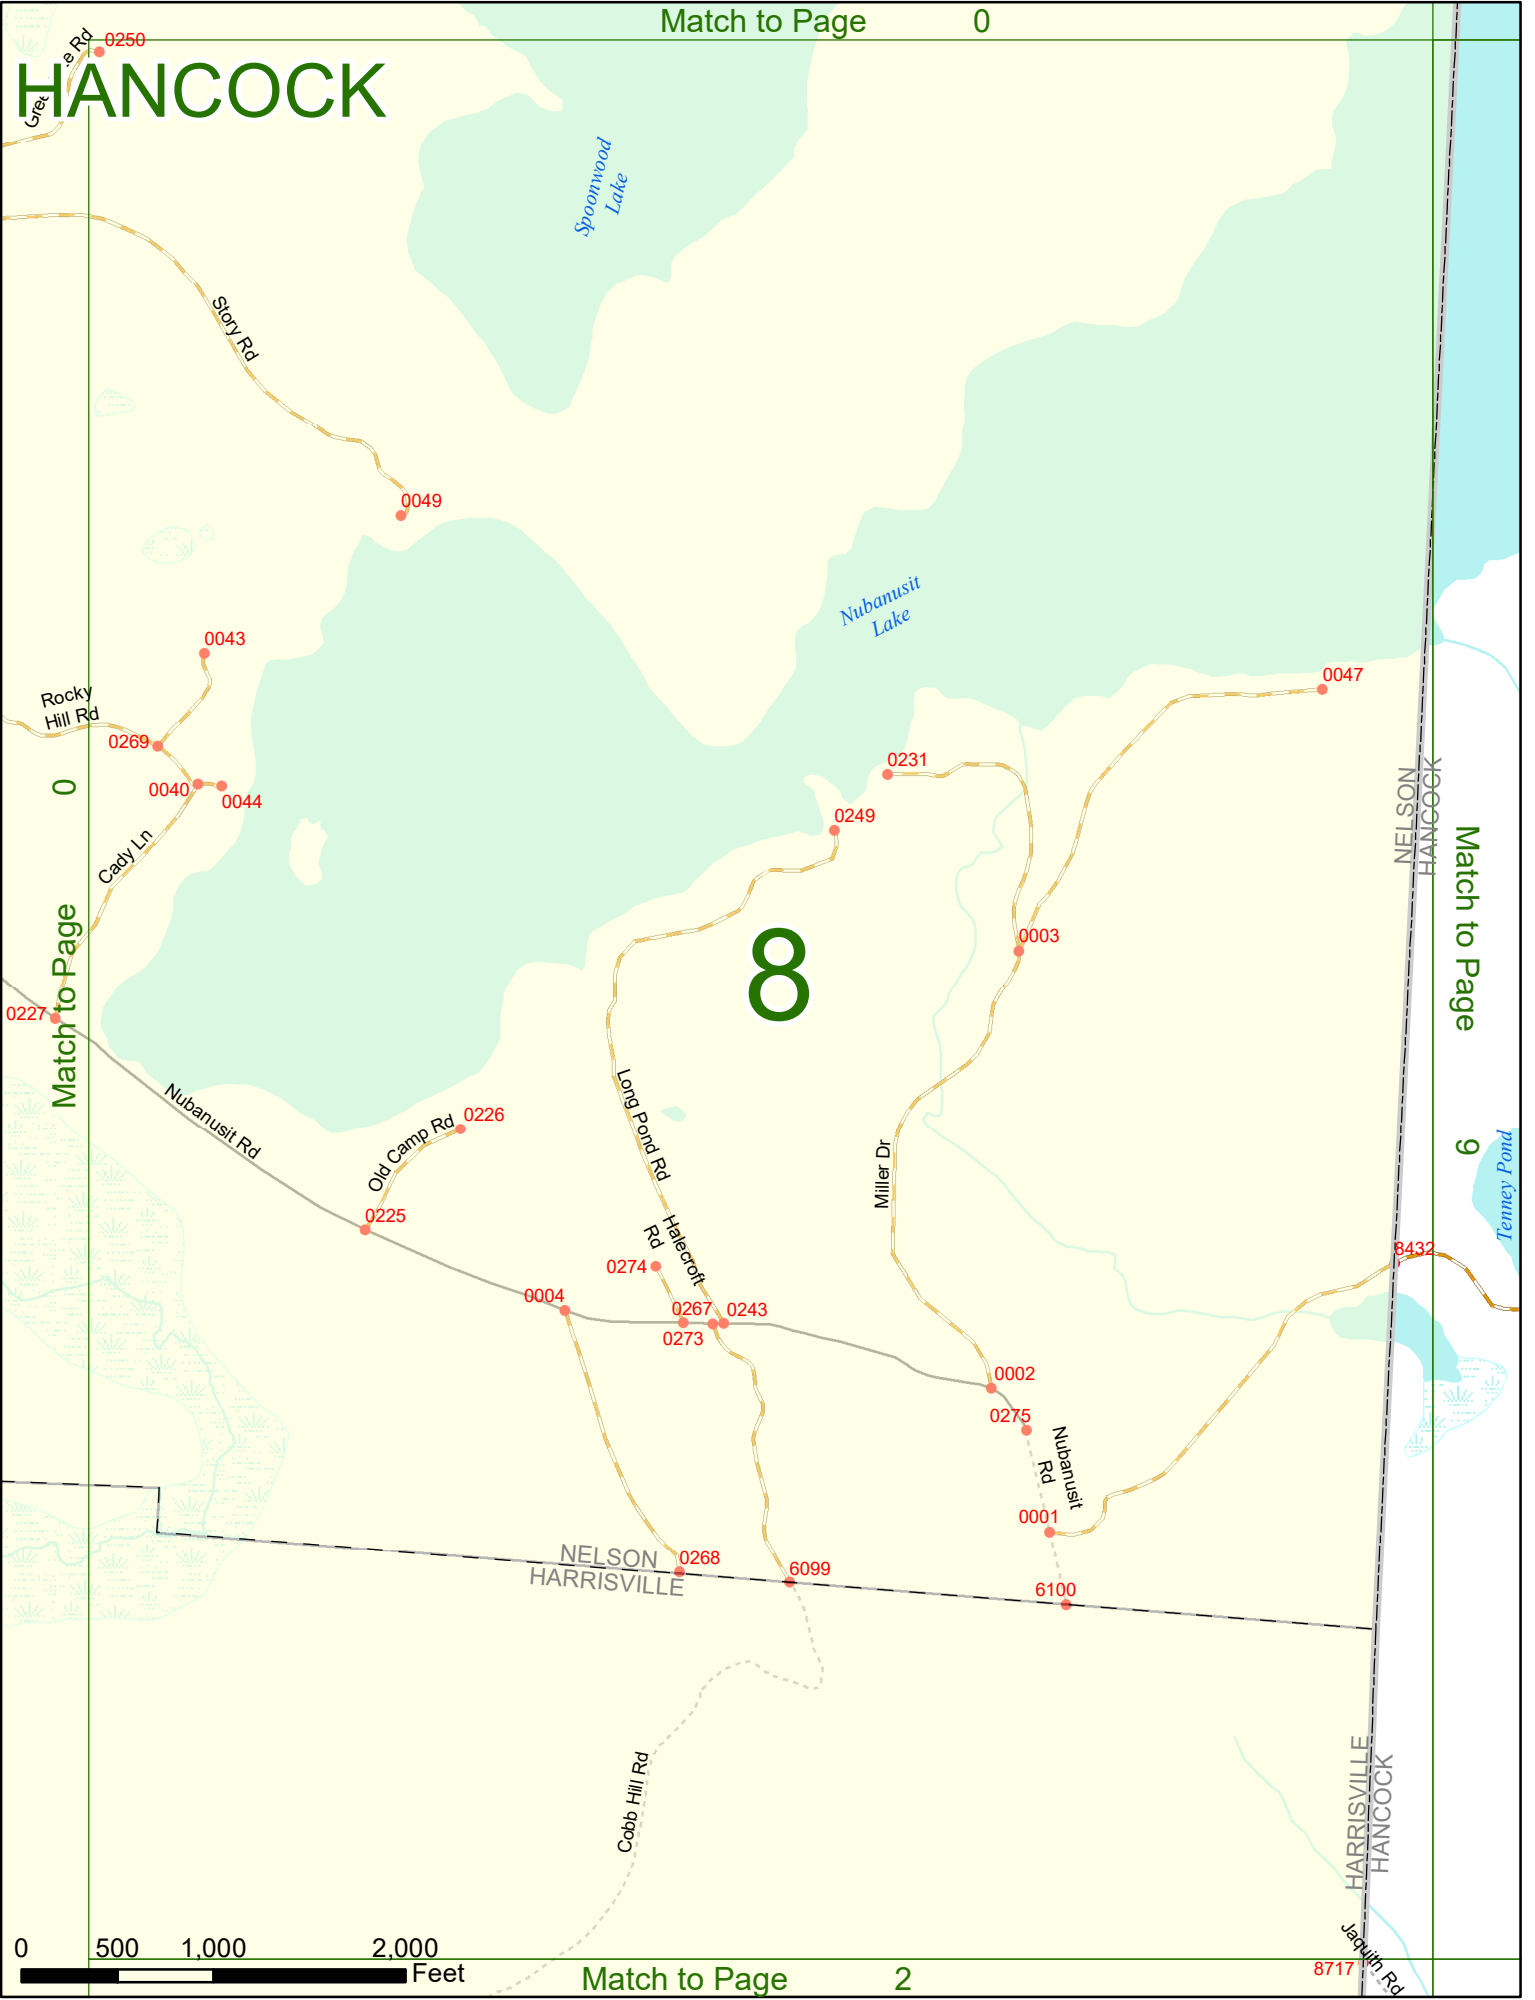 Match to Page 0
0250
HANCOCK
Spoonwood
Lake
Story Rd
0049
Nubanusit
Lake
0043
Rocky
Hill Rd
0269
0047
0231
0040
0044
0
NELSON
HANCOCK
0249
Cady Ln
Match to Page
9
Match to Page
8
0003
0227
Nubanusit Rd
Long Pond Rd
Old Camp Rd
0226
Miller Dr
Tenney Pond
0225
Halecroft
Rd
0274
8432
0004
0267
0243
0273
0002
0275
Nubanusit
Rd
0001
NELSON
HARRISVILLE
0268
6099
6100
Cobb Hill Rd
HARRISVILLE
HANCOCK
Jaquith Rd
8717
0 500 1,000 2,000
Feet
Match to Page 2